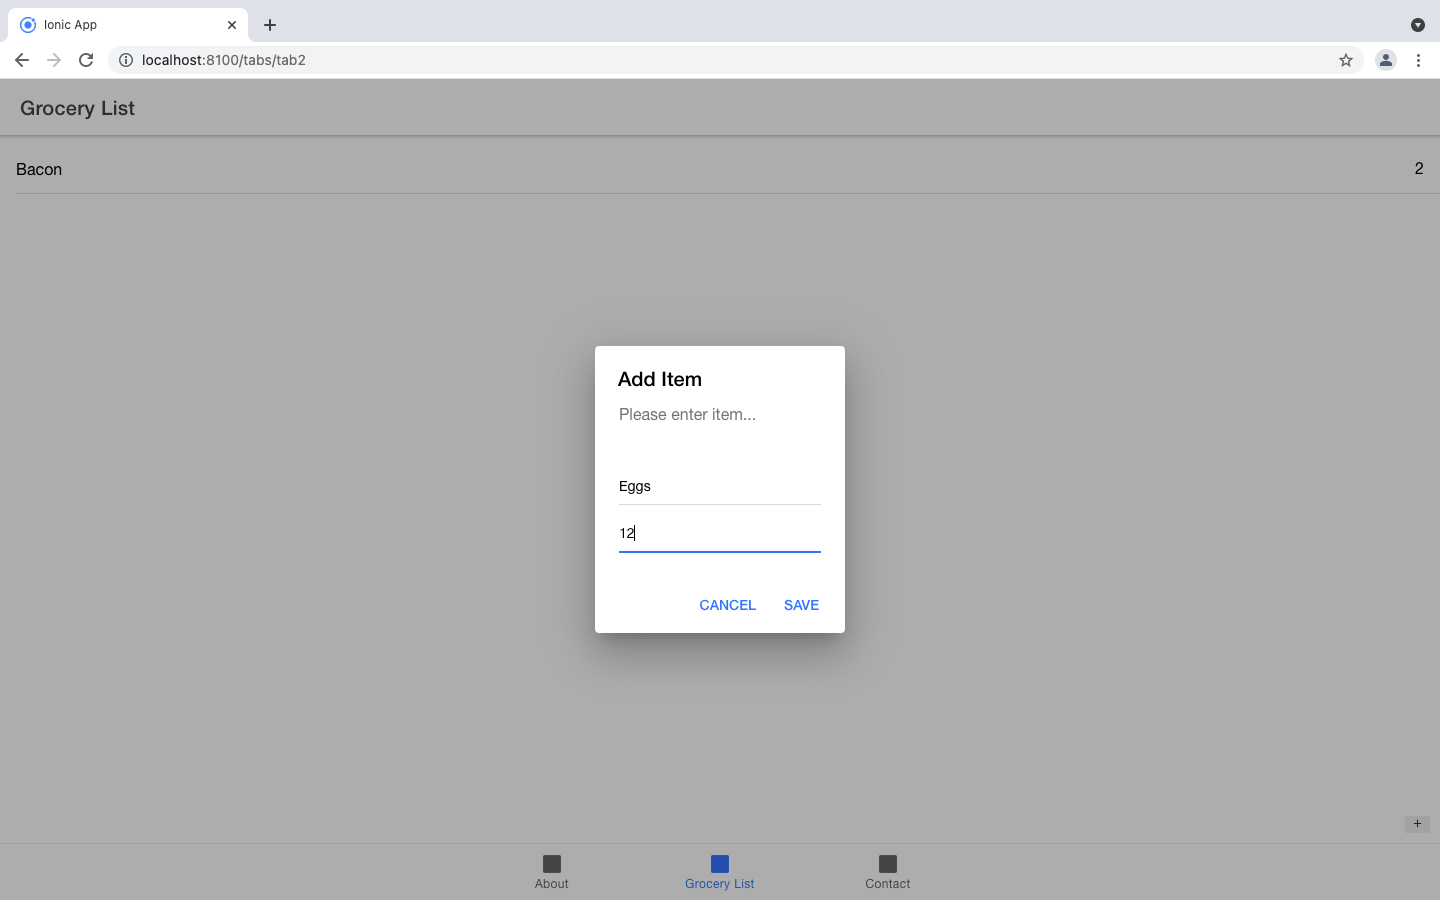 Ionic App
localhost:8100/tabs/tab2
Grocery List
Bacon 2
Add Item
Please enter item...
Eggs
12
CANCEL SAVE
+
About Grocery List Contact